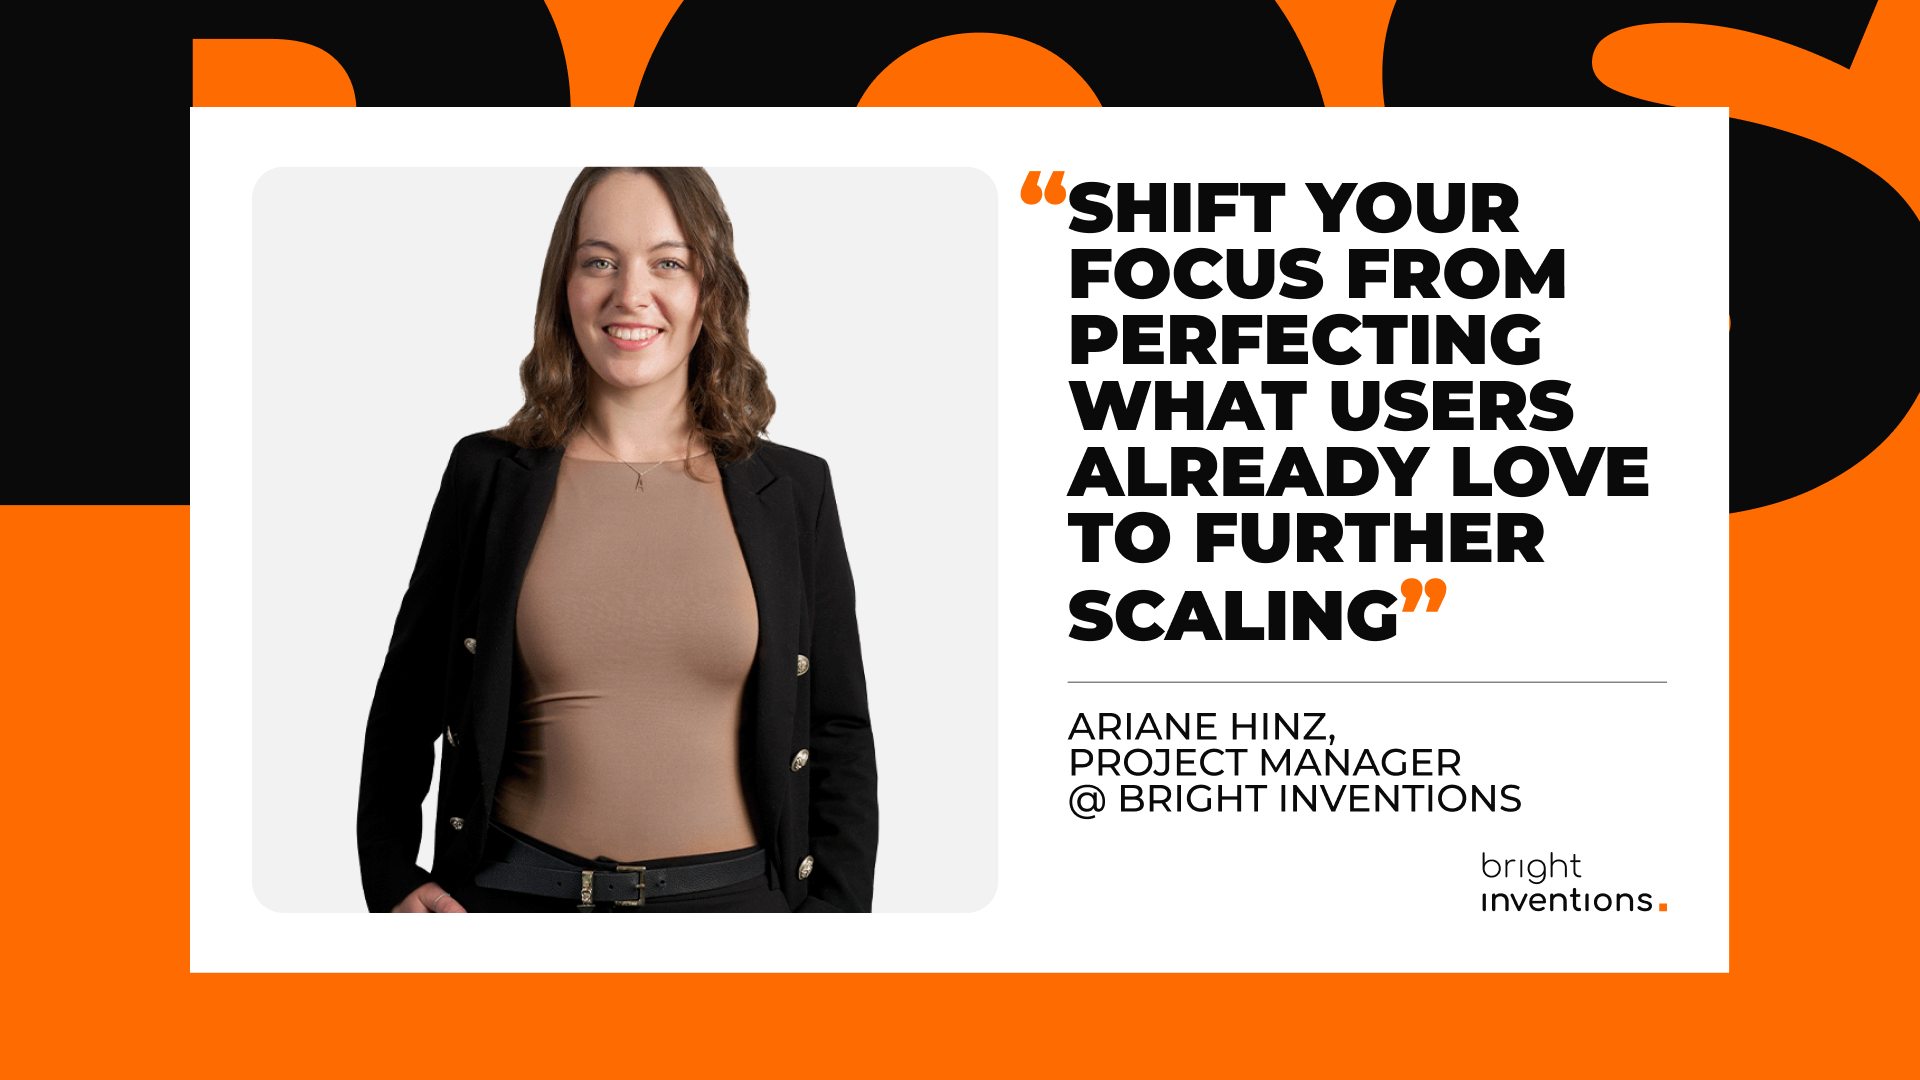 “SHIFT YOUR
FOCUS FROM
PERFECTING
WHAT USERS
ALREADY LOVE
TO FURTHER
SCALING”
ARIANE HINZ,
PROJECT MANAGER
@ BRIGHT INVENTIONS
bright
inventions.